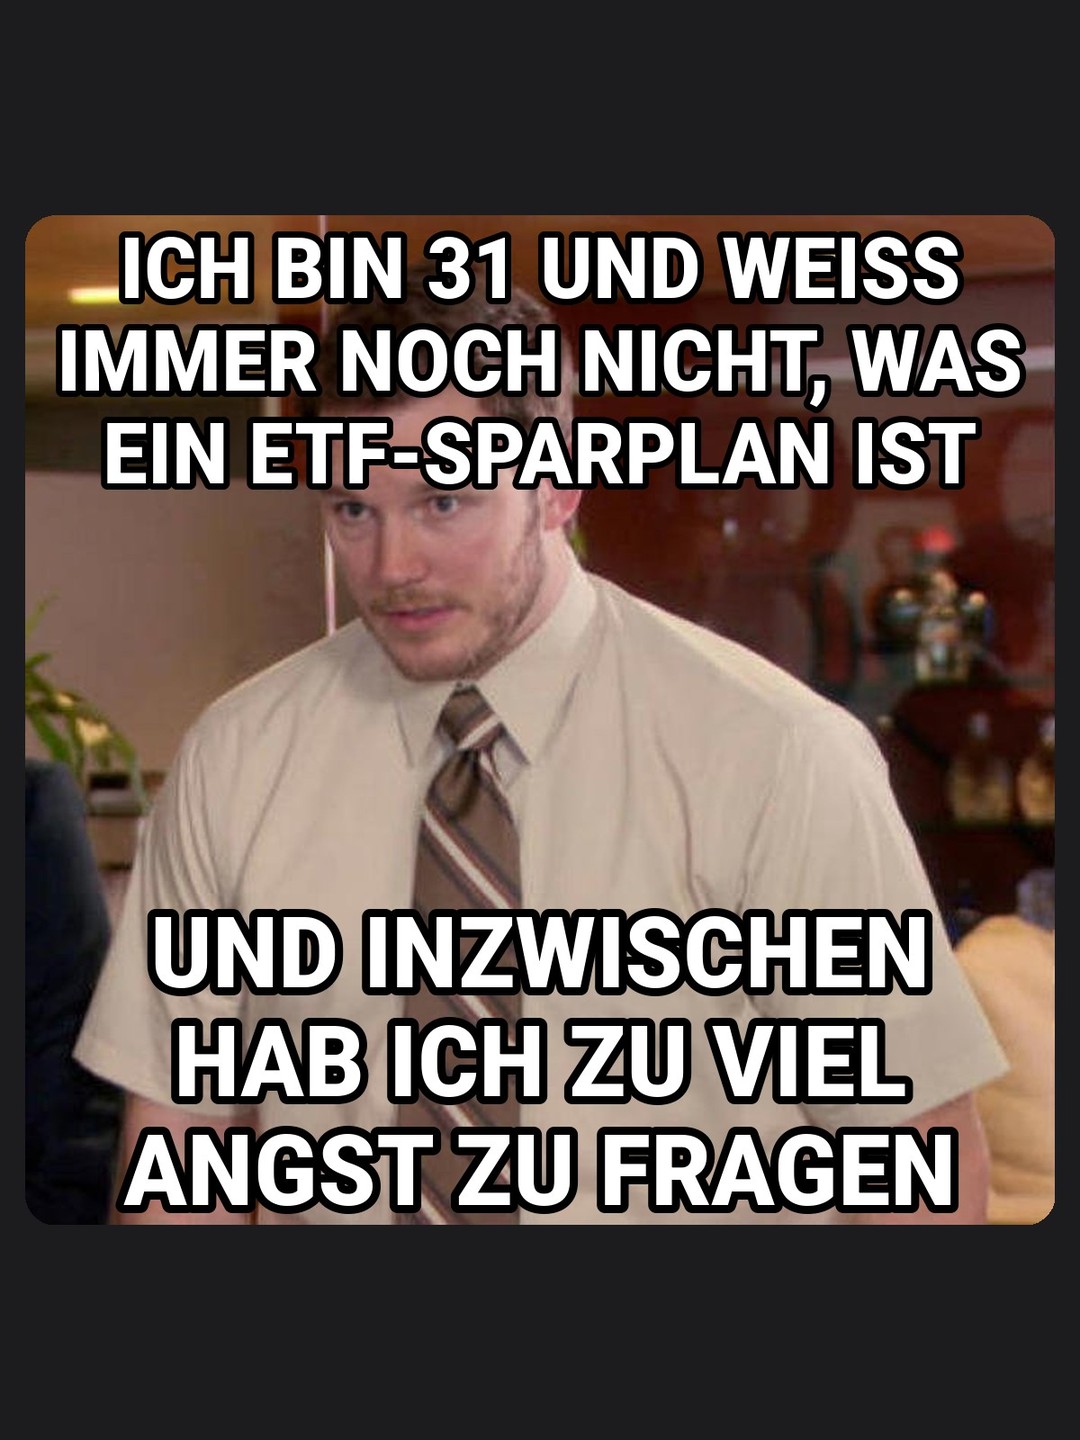 ICH BIN 31 UND WEISS
IMMER NOCH NICHT, WAS
EIN ETF-SPARPLAN IST
UND INZWISCHEN
HAB ICH ZU VIEL
ANGST ZU FRAGEN